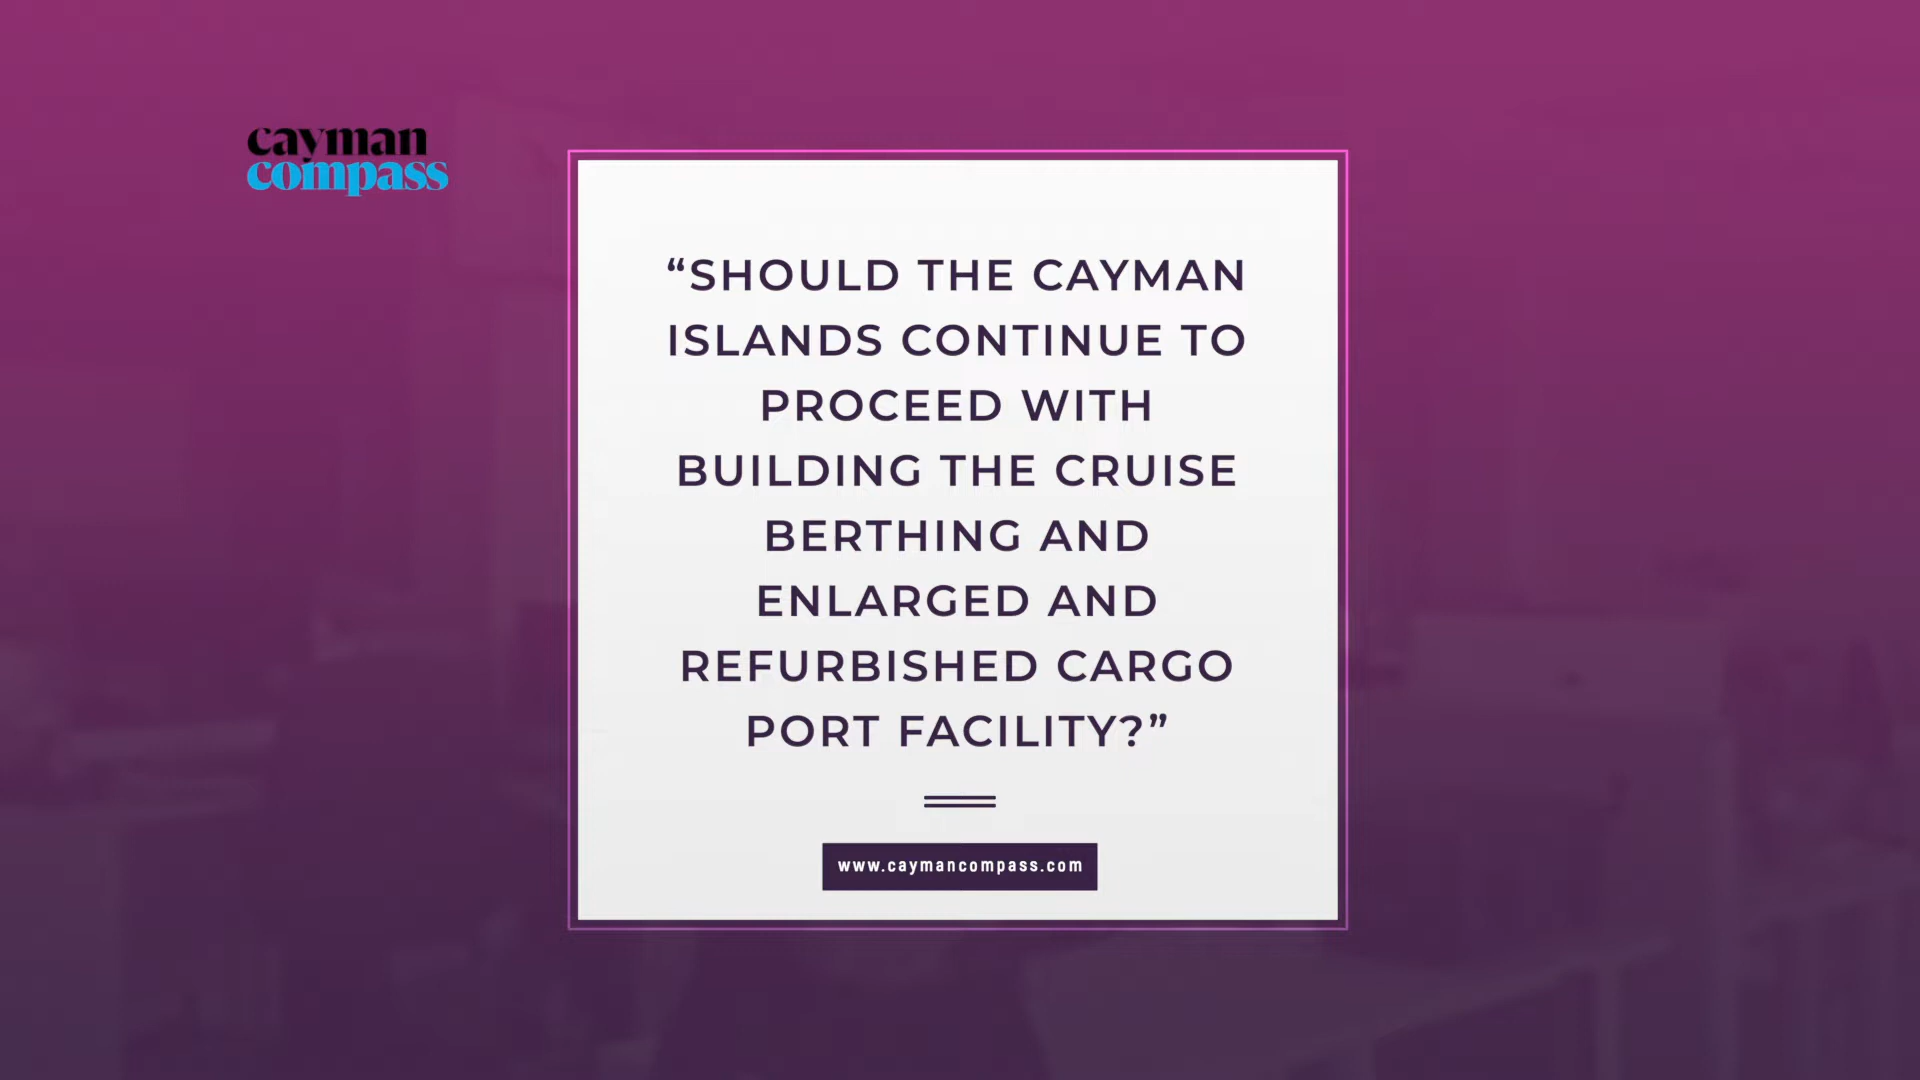 cayman
compass
“SHOULD THE CAYMAN
ISLANDS CONTINUE TO
PROCEED WITH
BUILDING THE CRUISE
BERTHING AND
ENLARGED AND
REFURBISHED CARGO
PORT FACILITY?”
www.caymancompass.com